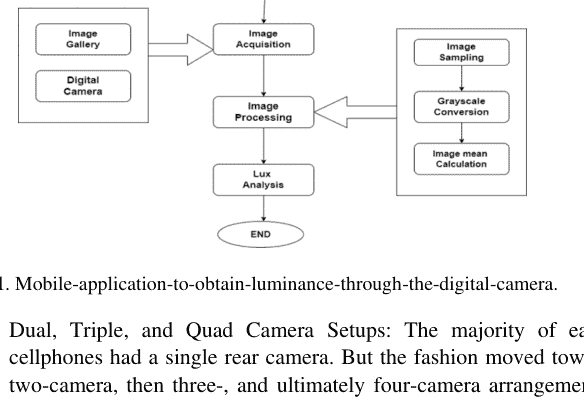 Image
Gallery
Digital
Camera
Image
Acquisition
Image
Processing
Lux
Analysis
END
Image
Sampling
Grayscale
Conversion
Image mean
Calculation
1. Mobile-application-to-obtain-luminance-through-the-digital-camera.
Dual, Triple, and Quad Camera Setups: The majority of
cellphones had a single rear camera. But the fashion moved
two-camera, then three-, and ultimately four-camera